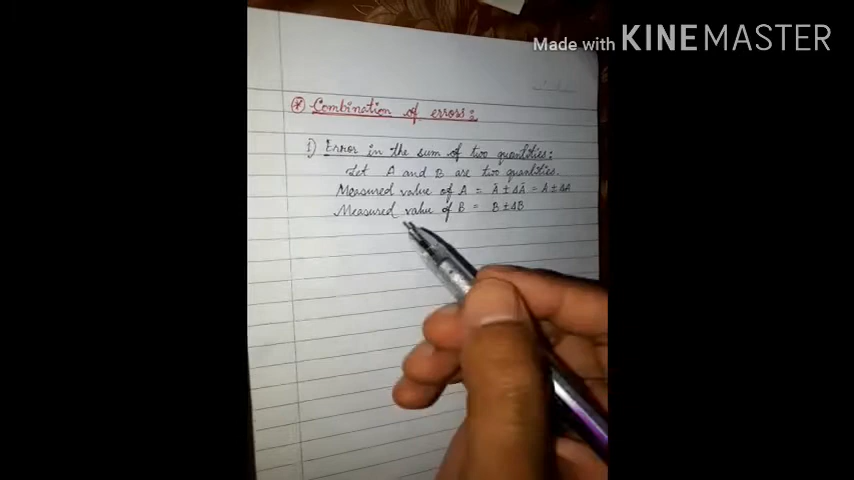 Made with KINEMASTER
* Combination of errors:
1) Error in the sum of two quantities:
Let A and B are two quantities.
Measured value of A = A ± ΔA = A ± ΔA
Measured value of B = B ± ΔB